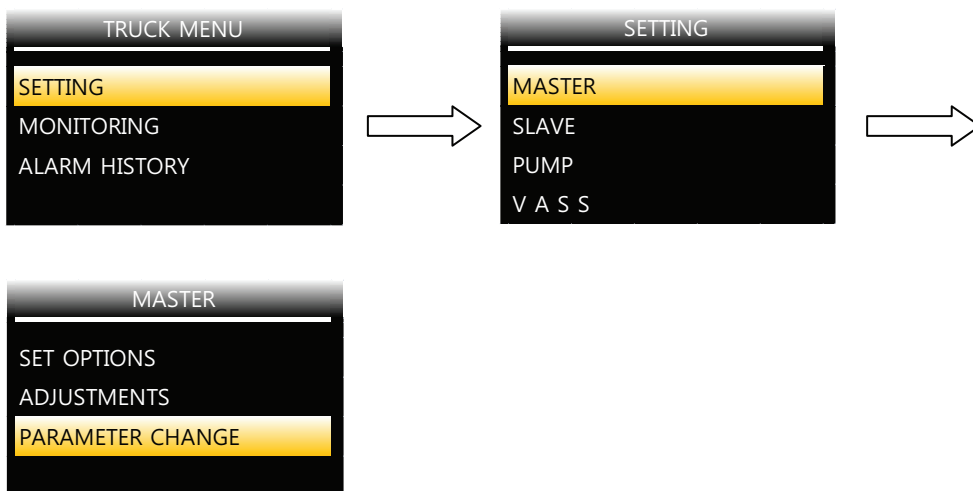 TRUCK MENU
SETTING
MONITORING
ALARM HISTORY
SETTING
MASTER
SLAVE
PUMP
V A S S
MASTER
SET OPTIONS
ADJUSTMENTS
PARAMETER CHANGE